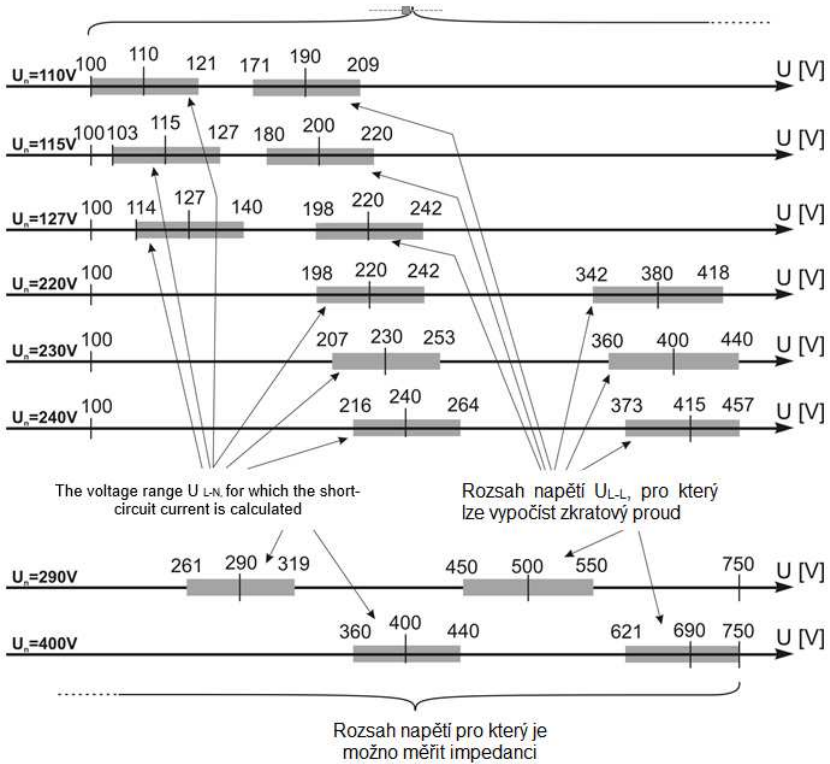 100 110 121 171 190 209 U [V]
Un=110V
100 103 115 127 180 200 220 U [V]
Un=115V
100 114 127 140 198 220 242 U [V]
Un=127V
100 198 220 242 342 380 418 U [V]
Un=220V
100 207 230 253 360 400 440 U [V]
Un=230V
100 216 240 264 373 415 457 U [V]
Un=240V
The voltage range U L-N, for which the short-
circuit current is calculated
Rozsah napětí UL-L, pro který
lze vypočíst zkratový proud
261 290 319 450 500 550 750 U [V]
Un=290V
360 400 440 621 690 750 U [V]
Un=400V
Rozsah napětí pro který je
možno měřit impedanci